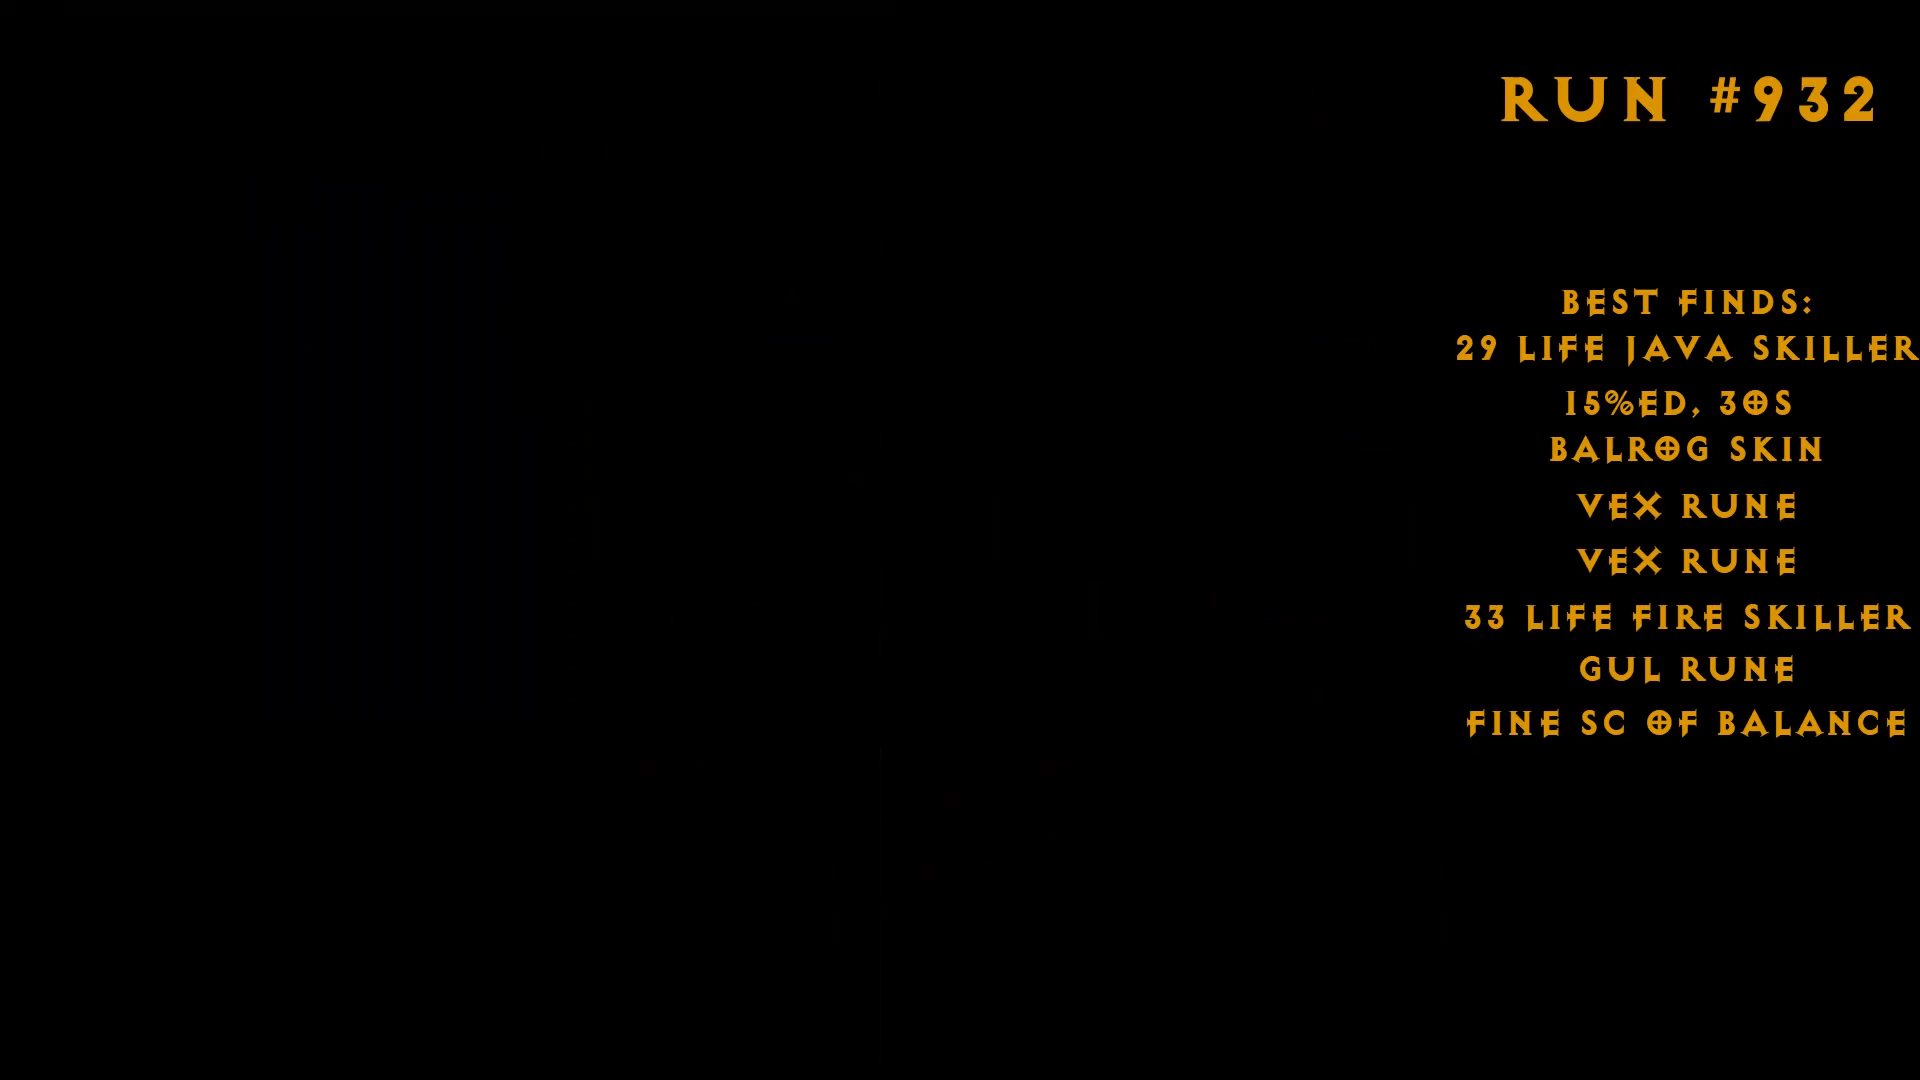 RUN #932
BEST FINDS:
29 LIFE JAVA SKILLER
15%ED, 3OS
BALROG SKIN
VEX RUNE
VEX RUNE
33 LIFE FIRE SKILLER
GUL RUNE
FINE SC OF BALANCE